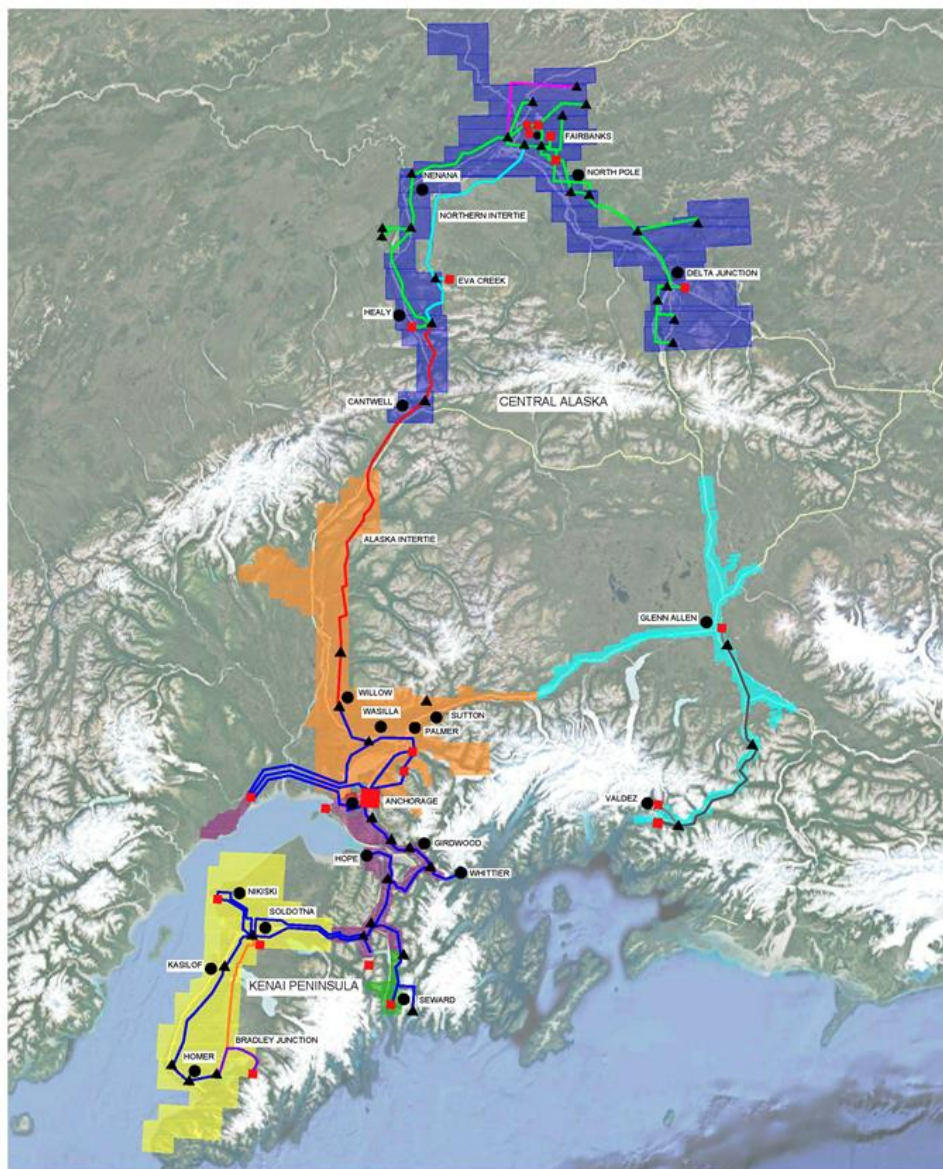 FAIRBANKS
NORTH POLE
NENANA
NORTHERN INTERTIE
DELTA JUNCTION
EVA CREEK
HEALY
CANTWELL
CENTRAL ALASKA
ALASKA INTERTIE
GLENN ALLEN
WILLOW
WASILLA
SUTTON
PALMER
ANCHORAGE
VALDEZ
GIRDWOOD
HOPE
WHITTIER
NIKISKI
SOLDOTNA
KASILOF
KENAI PENINSULA
SEWARD
BRADLEY JUNCTION
HOMER